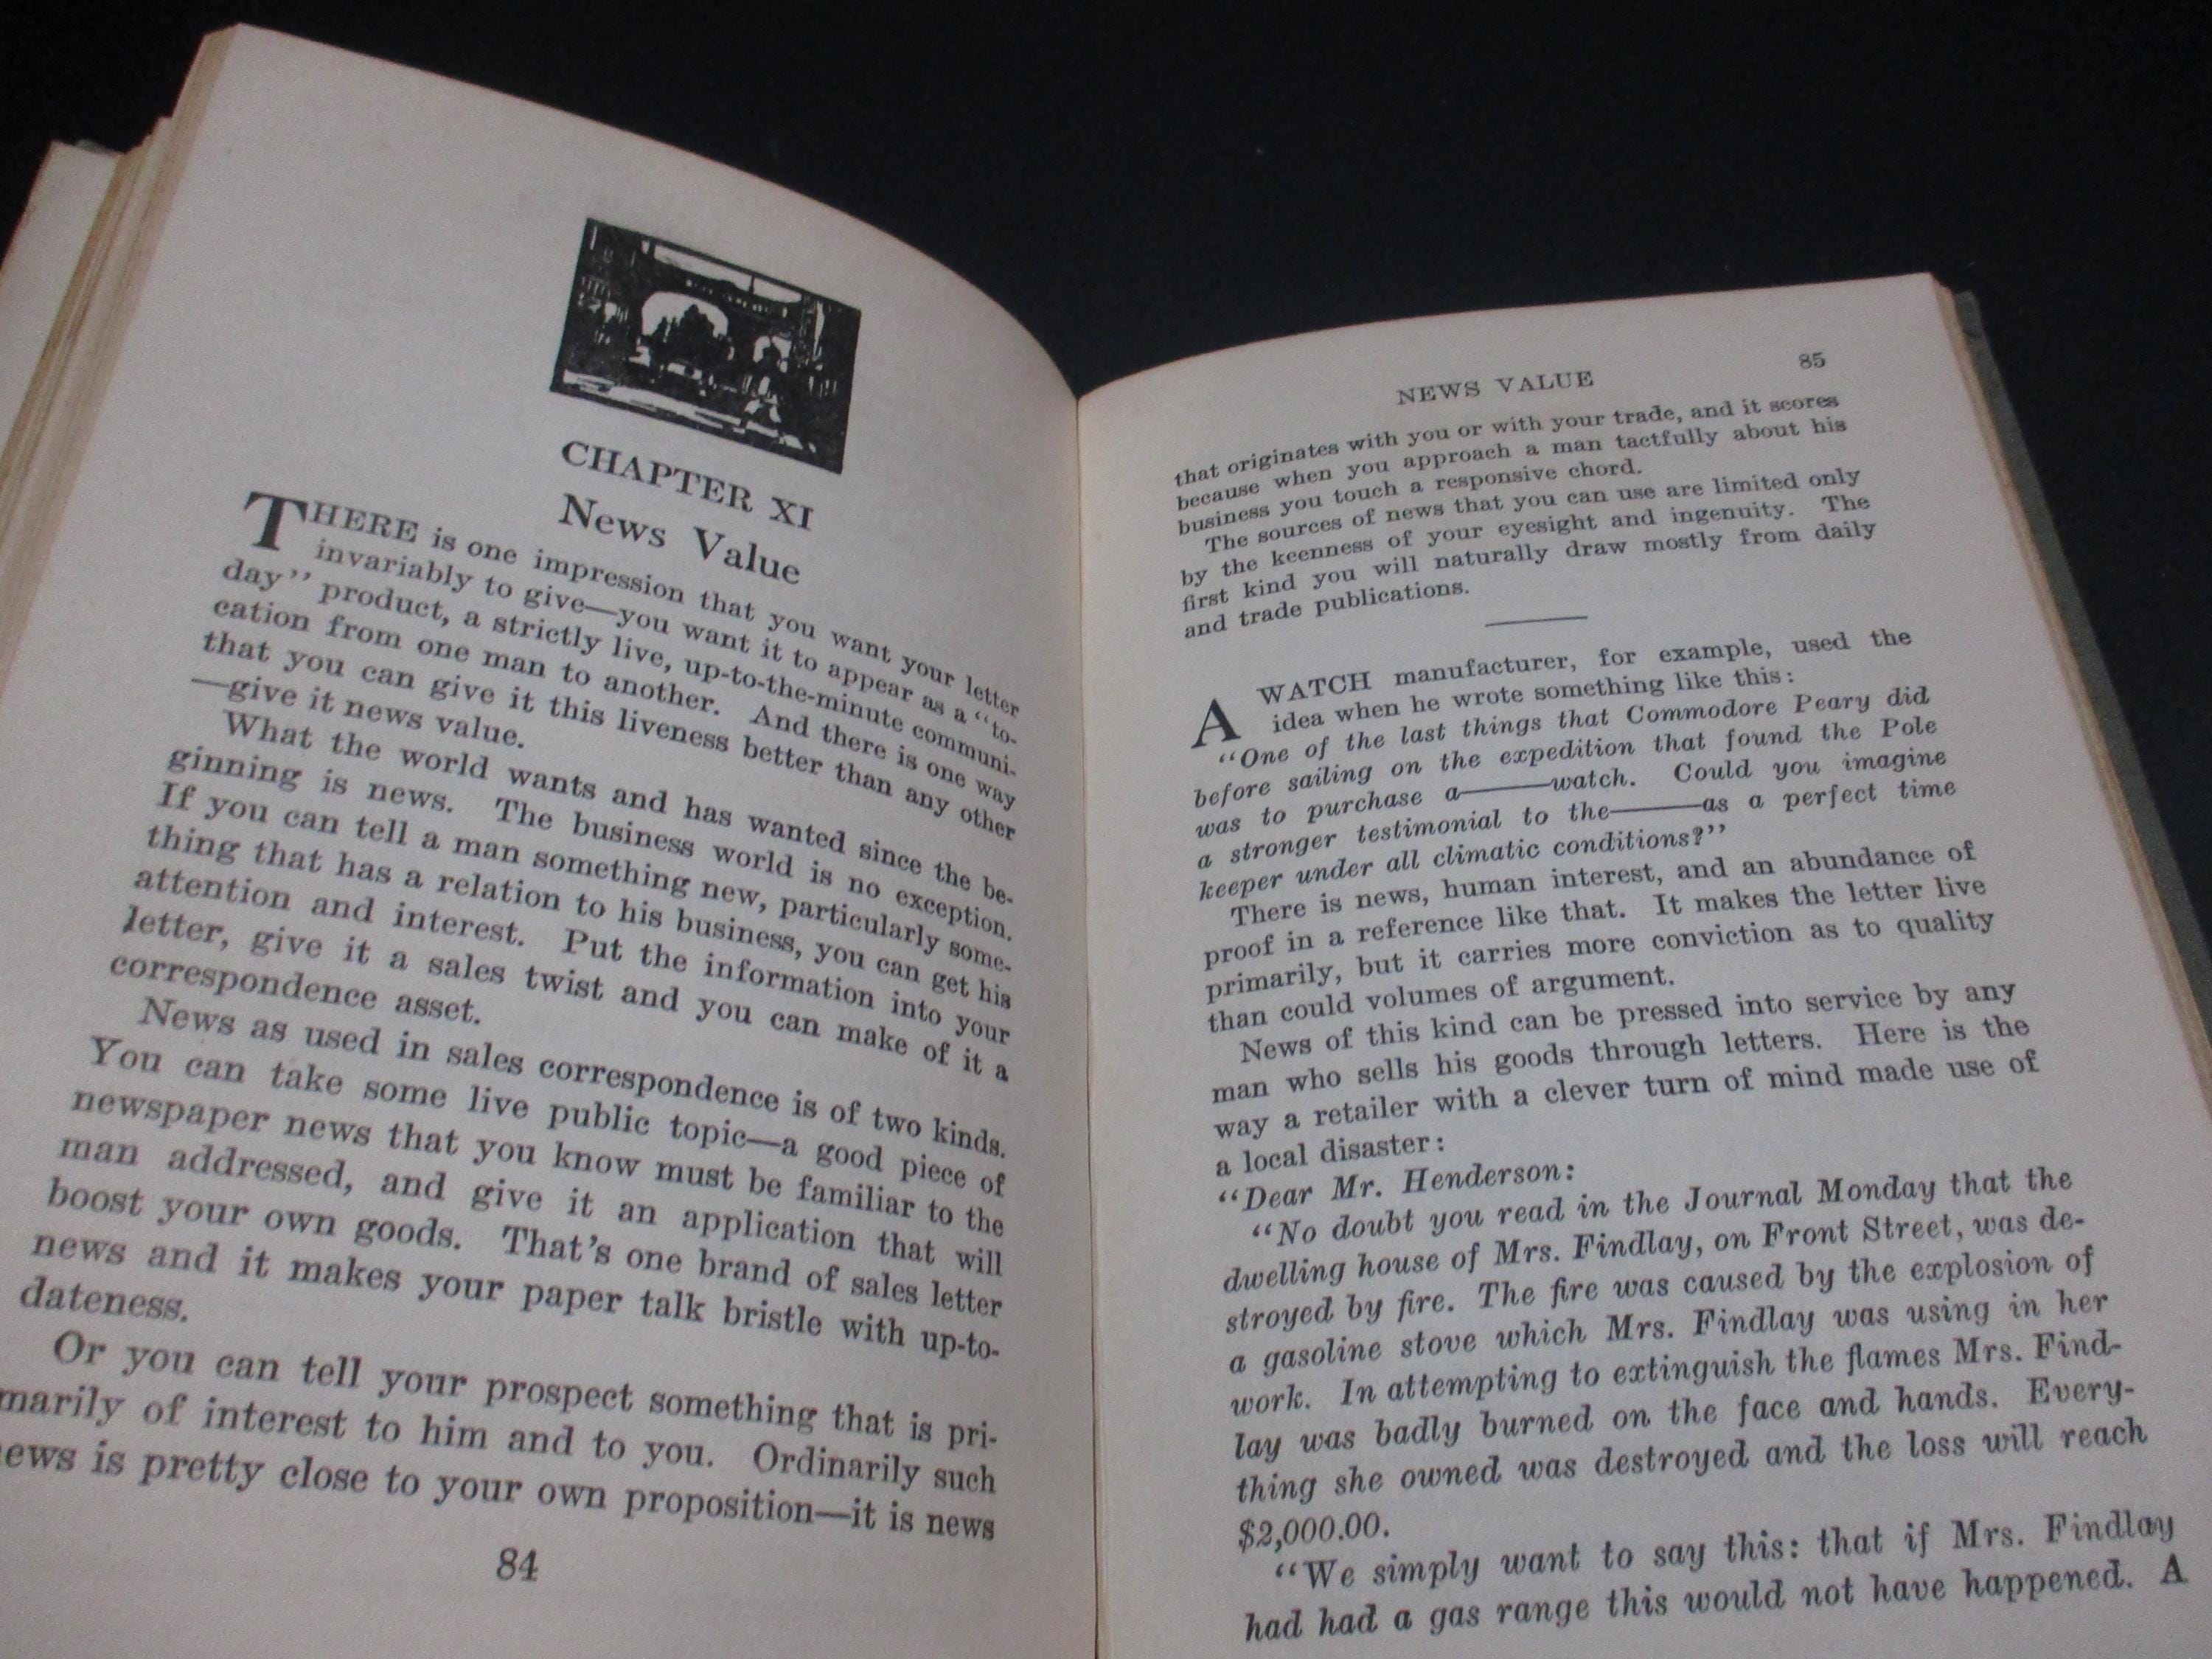 CHAPTER XI
News Value
THERE is one impression that you want your letter
invariably to give—you want it to appear as a “to-
day” product, a strictly live, up-to-the-minute communi-
cation from one man to another. And there is one way
that you can give it this liveness better than any other
—give it news value.
What the world wants and has wanted since the be-
ginning is news. The business world is no exception.
If you can tell a man something new, particularly some-
thing that has a relation to his business, you can get his
attention and interest. Put the information into your
letter, give it a sales twist and you can make of it a
correspondence asset.
News as used in sales correspondence is of two kinds.
You can take some live public topic—a good piece of
newspaper news that you know must be familiar to the
man addressed, and give it an application that will
boost your own goods. That’s one brand of sales letter
news and it makes your paper talk bristle with up-to-
dateness.
Or you can tell your prospect something that is pri-
marily of interest to him and to you. Ordinarily such
news is pretty close to your own proposition—it is news
84
NEWS VALUE 85
that originates with you or with your trade, and it scores
because when you approach a man tactfully about his
business you touch a responsive chord.
The sources of news that you can use are limited only
by the keenness of your eyesight and ingenuity. The
first kind you will naturally draw mostly from daily
and trade publications.
A WATCH manufacturer, for example, used the
idea when he wrote something like this:
“One of the last things that Commodore Peary did
before sailing on the expedition that found the Pole
was to purchase a———watch. Could you imagine
a stronger testimonial to the———as a perfect time
keeper under all climatic conditions?”
There is news, human interest, and an abundance of
proof in a reference like that. It makes the letter live
primarily, but it carries more conviction as to quality
than could volumes of argument.
News of this kind can be pressed into service by any
man who sells his goods through letters. Here is the
way a retailer with a clever turn of mind made use of
a local disaster:
“Dear Mr. Henderson:
“No doubt you read in the Journal Monday that the
dwelling house of Mrs. Findlay, on Front Street, was de-
stroyed by fire. The fire was caused by the explosion of
a gasoline stove which Mrs. Findlay was using in her
work. In attempting to extinguish the flames Mrs. Find-
lay was badly burned on the face and hands. Every-
thing she owned was destroyed and the loss will reach
$2,000.00.
“We simply want to say this: that if Mrs. Findlay
had had a gas range this would not have happened. A